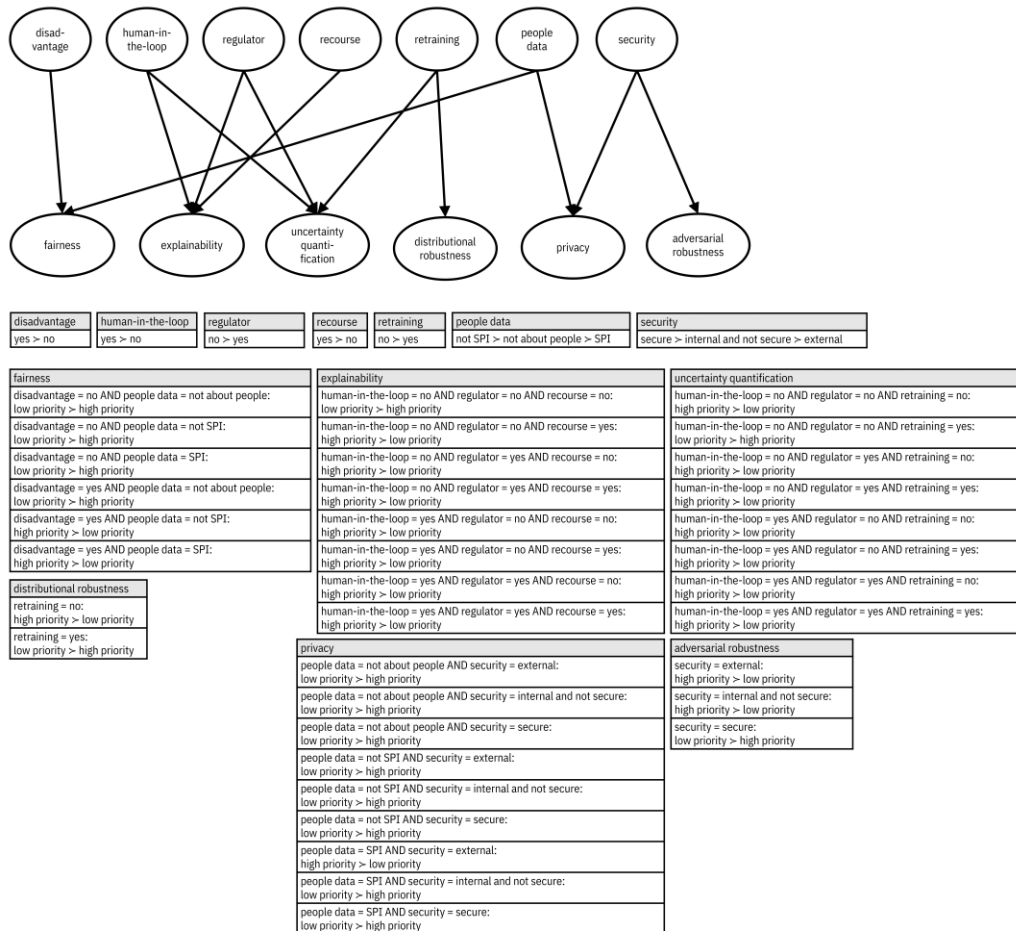 disad-
vantage
human-in-
the-loop
regulator
recourse
retraining
people
data
security
fairness
explainability
uncertainty
quanti-
fication
distributional
robustness
privacy
adversarial
robustness
disadvantage
yes ≻ no
human-in-the-loop
yes ≻ no
regulator
no ≻ yes
recourse
yes ≻ no
retraining
no ≻ yes
people data
not SPI ≻ not about people ≻ SPI
security
secure ≻ internal and not secure ≻ external
fairness
disadvantage = no AND people data = not about people:
low priority ≻ high priority
disadvantage = no AND people data = not SPI:
low priority ≻ high priority
disadvantage = no AND people data = SPI:
low priority ≻ high priority
disadvantage = yes AND people data = not about people:
low priority ≻ high priority
disadvantage = yes AND people data = not SPI:
high priority ≻ low priority
disadvantage = yes AND people data = SPI:
high priority ≻ low priority
explainability
human-in-the-loop = no AND regulator = no AND recourse = no:
low priority ≻ high priority
human-in-the-loop = no AND regulator = no AND recourse = yes:
high priority ≻ low priority
human-in-the-loop = no AND regulator = yes AND recourse = no:
high priority ≻ low priority
human-in-the-loop = no AND regulator = yes AND recourse = yes:
high priority ≻ low priority
human-in-the-loop = yes AND regulator = no AND recourse = no:
high priority ≻ low priority
human-in-the-loop = yes AND regulator = no AND recourse = yes:
high priority ≻ low priority
human-in-the-loop = yes AND regulator = yes AND recourse = no:
high priority ≻ low priority
human-in-the-loop = yes AND regulator = yes AND recourse = yes:
high priority ≻ low priority
uncertainty quantification
human-in-the-loop = no AND regulator = no AND retraining = no:
high priority ≻ low priority
human-in-the-loop = no AND regulator = no AND retraining = yes:
low priority ≻ high priority
human-in-the-loop = no AND regulator = yes AND retraining = no:
high priority ≻ low priority
human-in-the-loop = no AND regulator = yes AND retraining = yes:
high priority ≻ low priority
human-in-the-loop = yes AND regulator = no AND retraining = no:
high priority ≻ low priority
human-in-the-loop = yes AND regulator = no AND retraining = yes:
high priority ≻ low priority
human-in-the-loop = yes AND regulator = yes AND retraining = no:
high priority ≻ low priority
human-in-the-loop = yes AND regulator = yes AND retraining = yes:
high priority ≻ low priority
distributional robustness
retraining = no:
high priority ≻ low priority
retraining = yes:
low priority ≻ high priority
privacy
people data = not about people AND security = external:
low priority ≻ high priority
people data = not about people AND security = internal and not secure:
low priority ≻ high priority
people data = not about people AND security = secure:
low priority ≻ high priority
people data = not SPI AND security = external:
low priority ≻ high priority
people data = not SPI AND security = internal and not secure:
low priority ≻ high priority
people data = not SPI AND security = secure:
low priority ≻ high priority
people data = SPI AND security = external:
high priority ≻ low priority
people data = SPI AND security = internal and not secure:
low priority ≻ high priority
people data = SPI AND security = secure:
low priority ≻ high priority
adversarial robustness
security = external:
high priority ≻ low priority
security = internal and not secure:
high priority ≻ low priority
security = secure:
low priority ≻ high priority